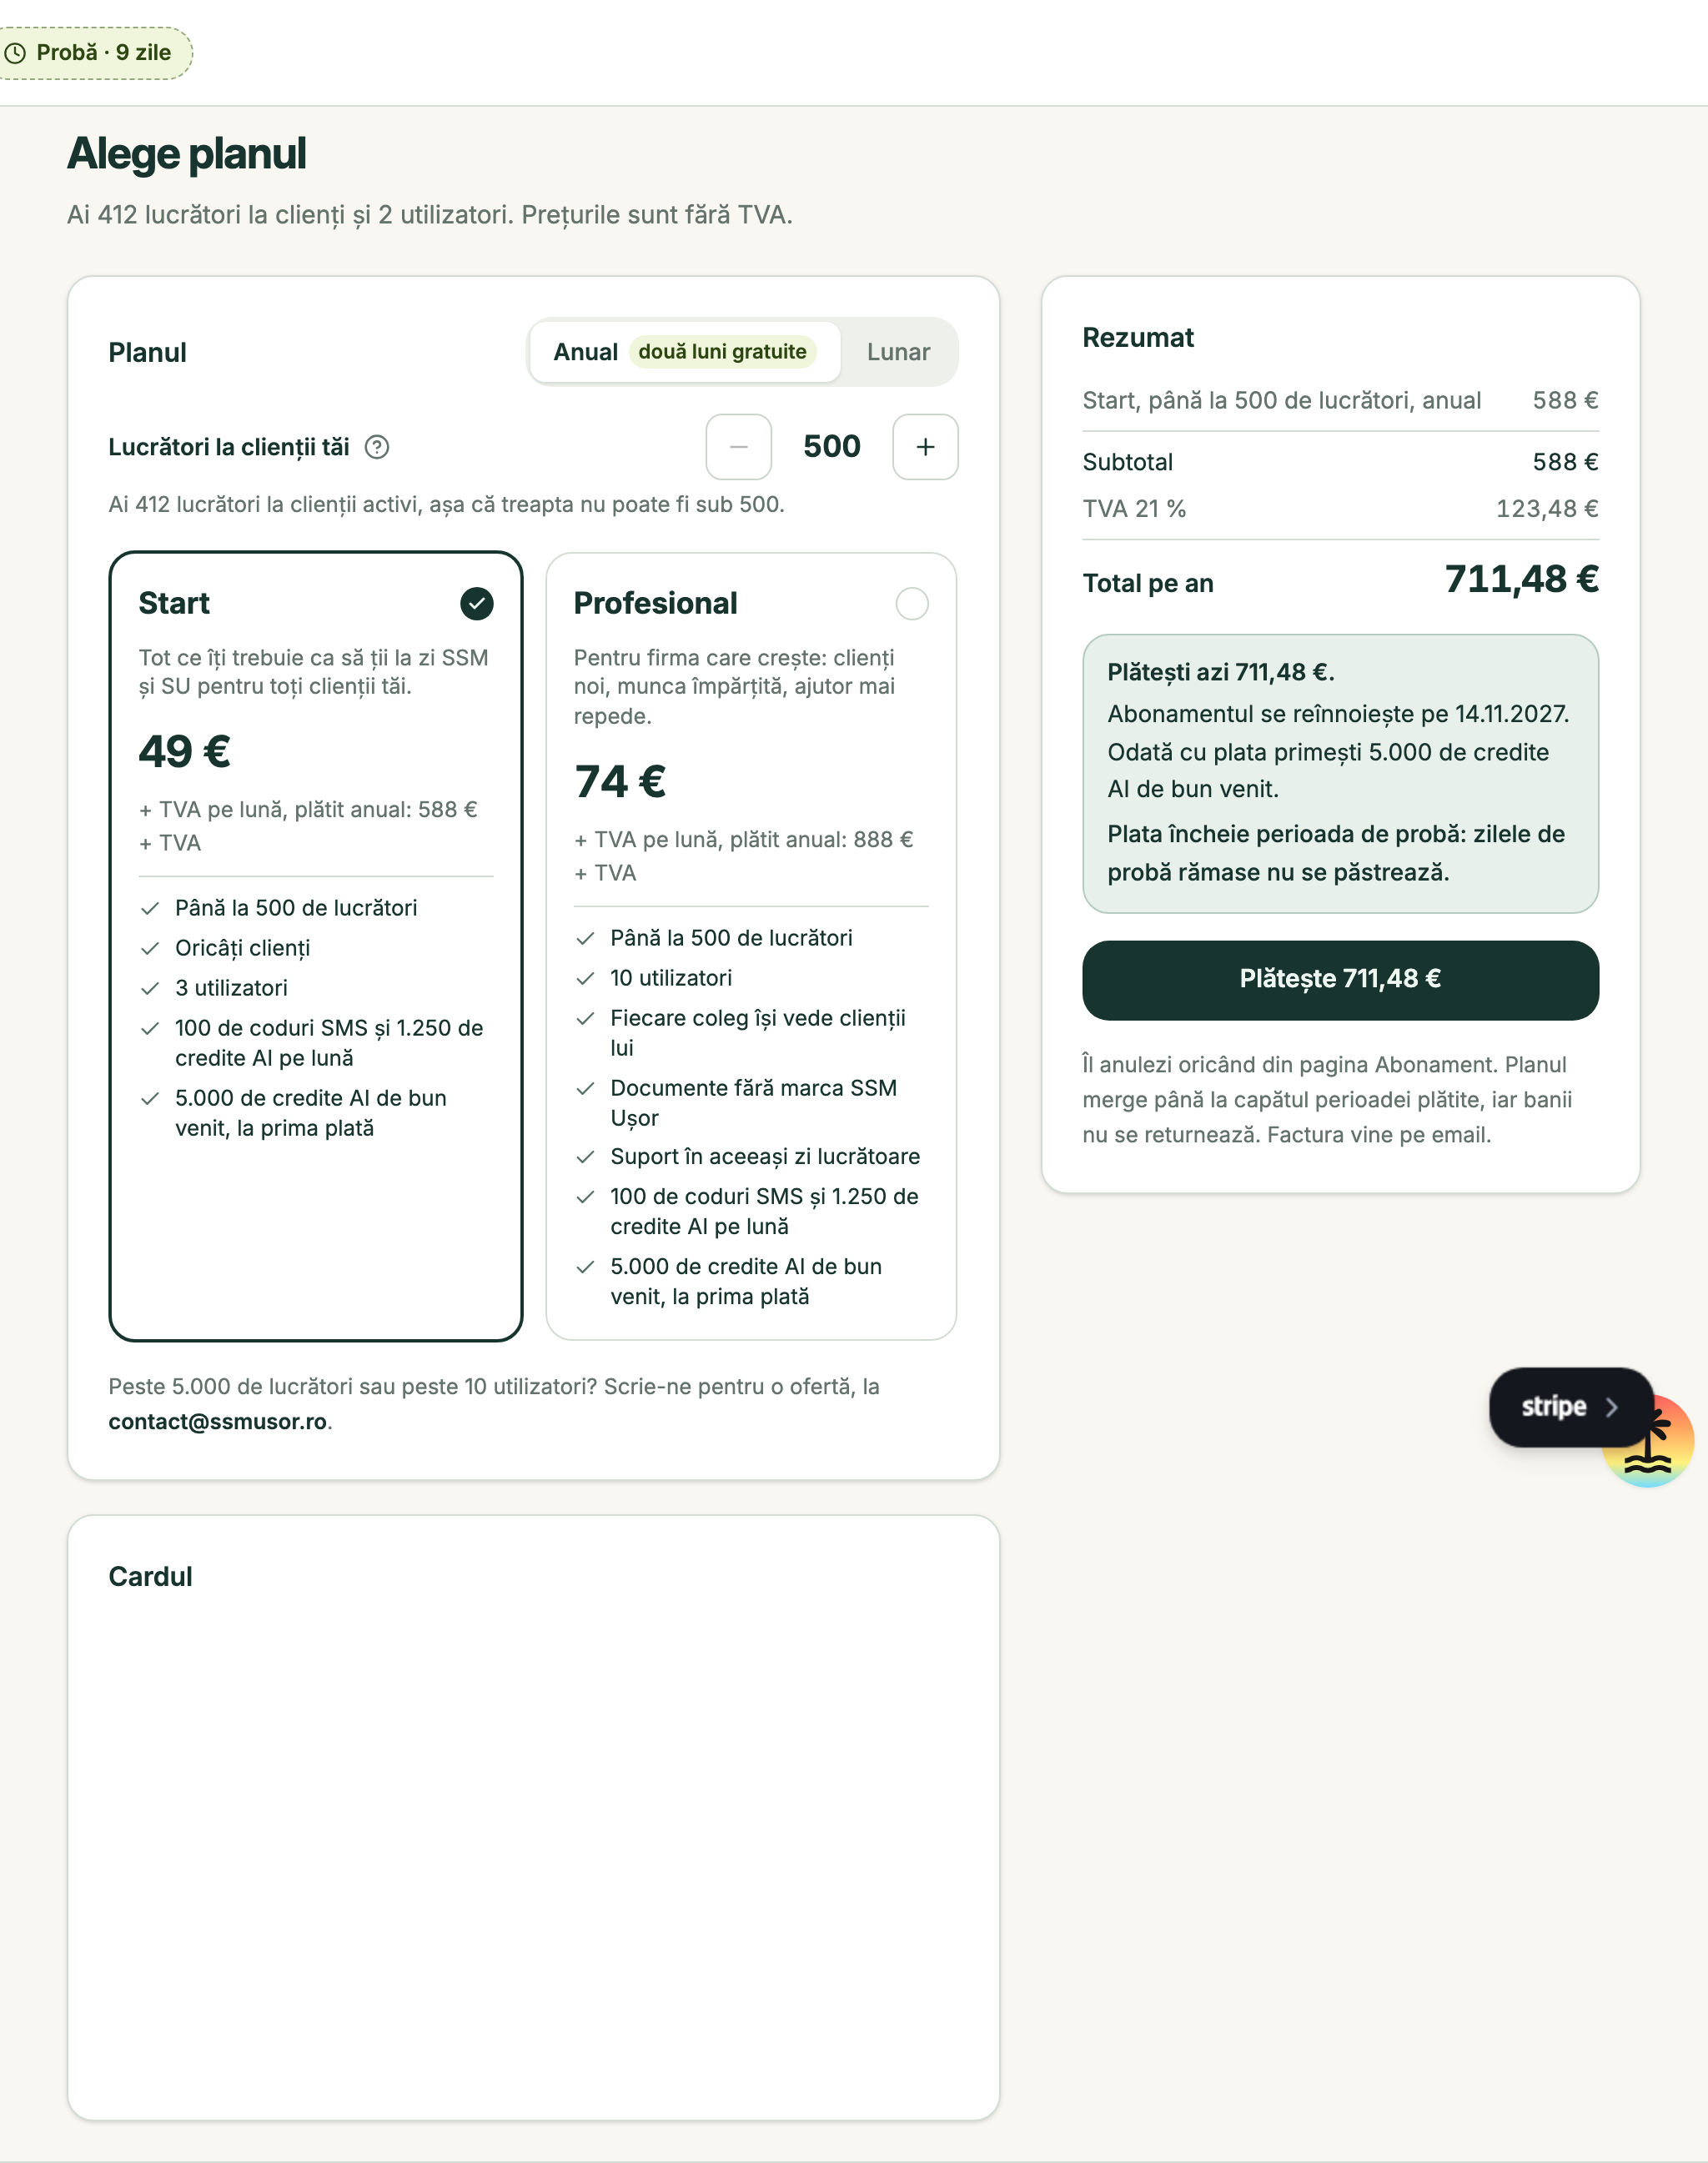 Probă · 9 zile
Alege planul
Ai 412 lucrători la clienți și 2 utilizatori. Prețurile sunt fără TVA.
Planul
Anual două luni gratuite Lunar
Lucrători la clienții tăi ?
− 500 +
Ai 412 lucrători la clienții activi, așa că treapta nu poate fi sub 500.
Start
Tot ce îți trebuie ca să ții la zi SSM
și SU pentru toți clienții tăi.
49 €
+ TVA pe lună, plătit anual: 588 €
+ TVA
Până la 500 de lucrători
Oricâți clienți
3 utilizatori
100 de coduri SMS și 1.250 de
credite AI pe lună
5.000 de credite AI de bun
venit, la prima plată
Profesional
Pentru firma care crește: clienți
noi, munca împărțită, ajutor mai
repede.
74 €
+ TVA pe lună, plătit anual: 888 €
+ TVA
Până la 500 de lucrători
10 utilizatori
Fiecare coleg își vede clienții
lui
Documente fără marca SSM
Ușor
Suport în aceeași zi lucrătoare
100 de coduri SMS și 1.250 de
credite AI pe lună
5.000 de credite AI de bun
venit, la prima plată
Peste 5.000 de lucrători sau peste 10 utilizatori? Scrie-ne pentru o ofertă, la
contact@ssmusor.ro.
Cardul
Rezumat
Start, până la 500 de lucrători, anual 588 €
Subtotal 588 €
TVA 21 % 123,48 €
Total pe an 711,48 €
Plătești azi 711,48 €.
Abonamentul se reînnoiește pe 14.11.2027.
Odată cu plata primești 5.000 de credite
AI de bun venit.
Plata încheie perioada de probă: zilele de
probă rămase nu se păstrează.
Plătește 711,48 €
Îl anulezi oricând din pagina Abonament. Planul
merge până la capătul perioadei plătite, iar banii
nu se returnează. Factura vine pe email.
stripe